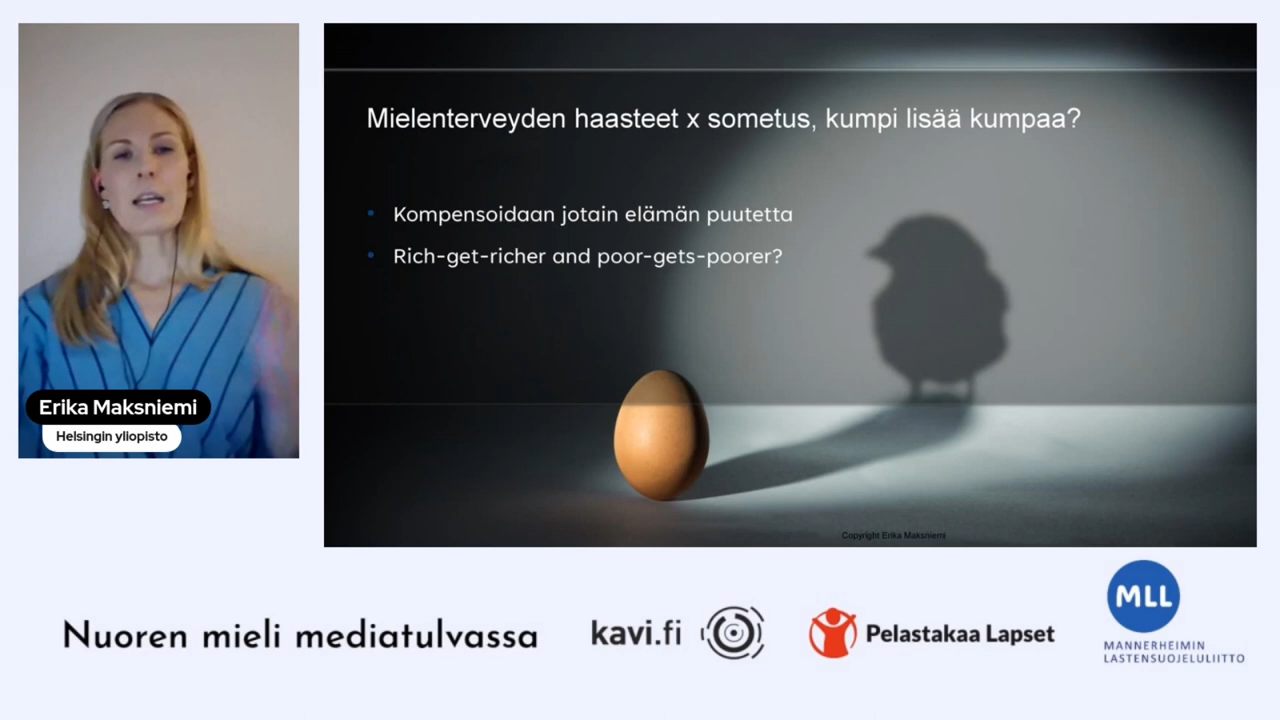 Mielenterveyden haasteet x sometus, kumpi lisää kumpaa?
• Kompensoidaan jotain elämän puutetta
• Rich-get-richer and poor-gets-poorer?
Copyright Erika Maksniemi
Erika Maksniemi
Helsingin yliopisto
Nuoren mieli mediatulvassa
kavi.fi
Pelastakaa Lapset
MLL
MANNERHEIMIN
LASTENSUOJELULIITTO